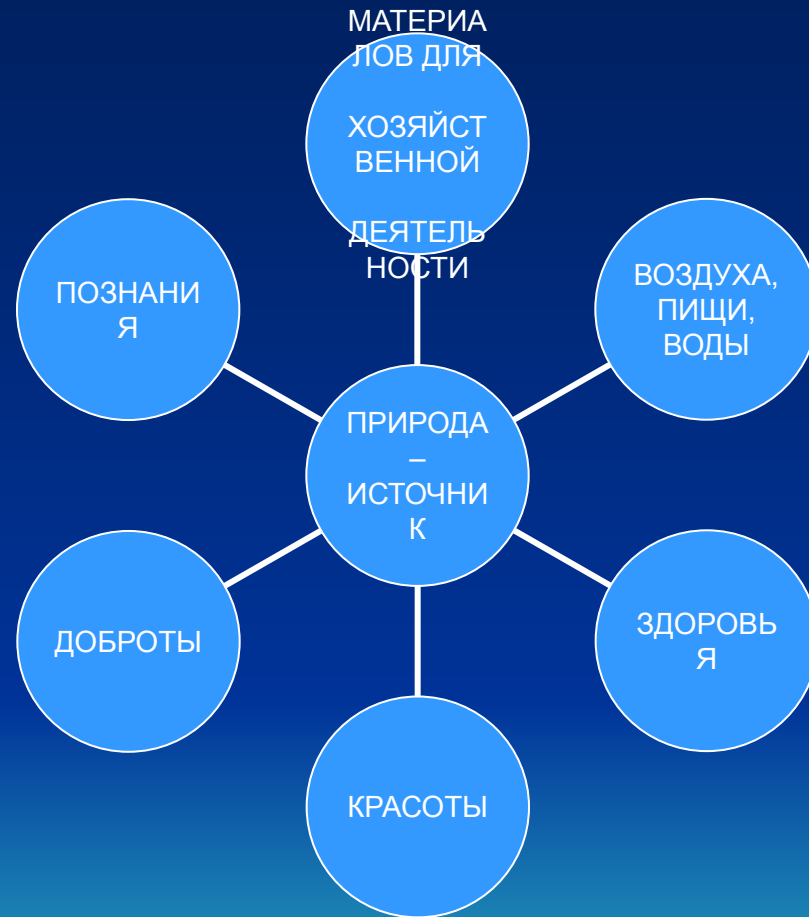 МАТЕРИА
ЛОВ ДЛЯ
ХОЗЯЙСТ
ВЕННОЙ
ДЕЯТЕЛЬ
НОСТИ
ВОЗДУХА,
ПИЩИ,
ВОДЫ
ПОЗНАНИ
Я
ПРИРОДА
–
ИСТОЧНИ
К
ЗДОРОВЬ
Я
ДОБРОТЫ
КРАСОТЫ